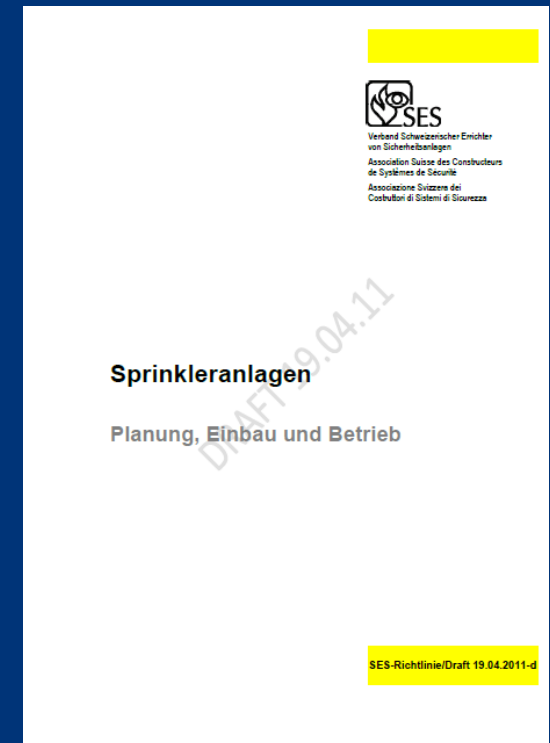 SES
Verband Schweizerischer Errichter
von Sicherheitsanlagen
Association Suisse des Constructeurs
de Systèmes de Sécurité
Associazione Svizzera dei
Costruttori di Sistemi di Sicurezza
DRAFT 19.04.11
Sprinkleranlagen
Planung, Einbau und Betrieb
SES-Richtlinie/Draft 19.04.2011-d